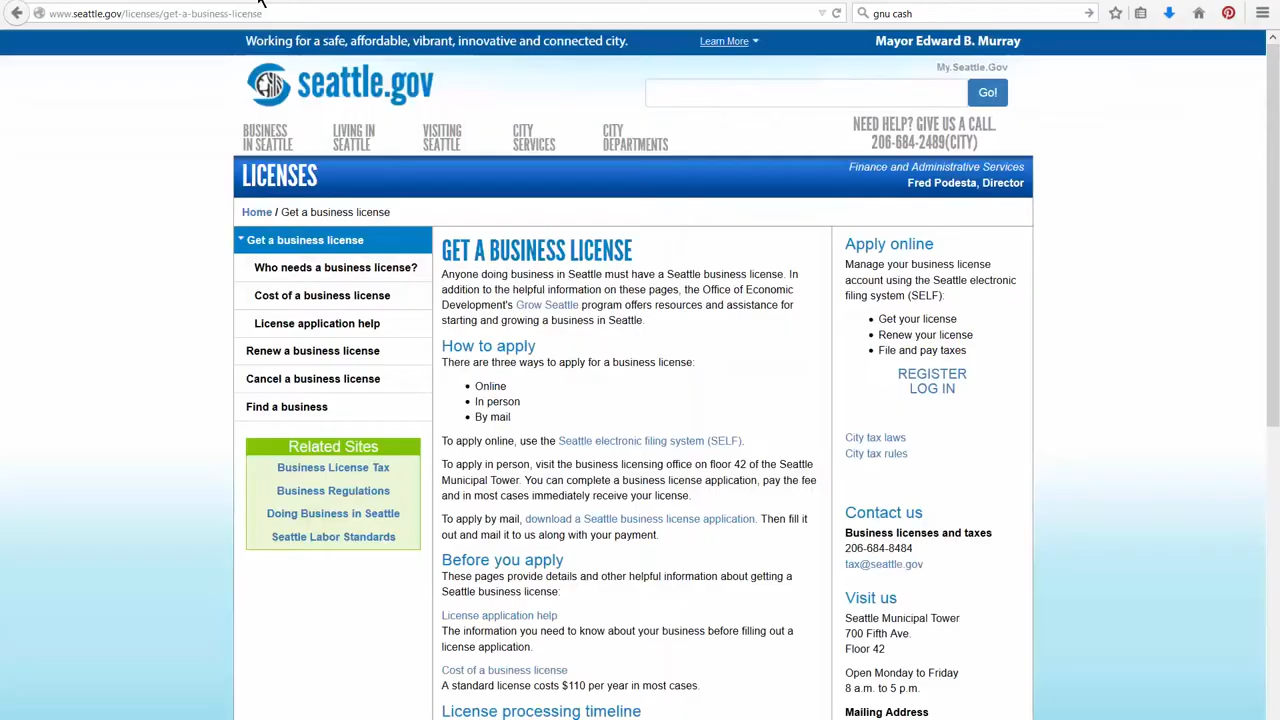 www.seattle.gov/licenses/get-a-business-license
gnu cash
Working for a safe, affordable, vibrant, innovative and connected city.
Learn More
Mayor Edward B. Murray
My.Seattle.Gov
seattle.gov
Go!
BUSINESS
IN SEATTLE
LIVING IN
SEATTLE
VISITING
SEATTLE
CITY
SERVICES
CITY
DEPARTMENTS
NEED HELP? GIVE US A CALL.
206-684-2489(CITY)
LICENSES
Finance and Administrative Services
Fred Podesta, Director
Home / Get a business license
Get a business license
Who needs a business license?
Cost of a business license
License application help
Renew a business license
Cancel a business license
Find a business
Related Sites
Business License Tax
Business Regulations
Doing Business in Seattle
Seattle Labor Standards
GET A BUSINESS LICENSE
Anyone doing business in Seattle must have a Seattle business license. In
addition to the helpful information on these pages, the Office of Economic
Development's Grow Seattle program offers resources and assistance for
starting and growing a business in Seattle.
How to apply
There are three ways to apply for a business license:
• Online
• In person
• By mail
To apply online, use the Seattle electronic filing system (SELF).
To apply in person, visit the business licensing office on floor 42 of the Seattle
Municipal Tower. You can complete a business license application, pay the fee
and in most cases immediately receive your license.
To apply by mail, download a Seattle business license application. Then fill it
out and mail it to us along with your payment.
Before you apply
These pages provide details and other helpful information about getting a
Seattle business license:
License application help
The information you need to know about your business before filling out a
license application.
Cost of a business license
A standard license costs $110 per year in most cases.
License processing timeline
Apply online
Manage your business license
account using the Seattle electronic
filing system (SELF):
• Get your license
• Renew your license
• File and pay taxes
REGISTER
LOG IN
City tax laws
City tax rules
Contact us
Business licenses and taxes
206-684-8484
tax@seattle.gov
Visit us
Seattle Municipal Tower
700 Fifth Ave.
Floor 42
Open Monday to Friday
8 a.m. to 5 p.m.
Mailing Address